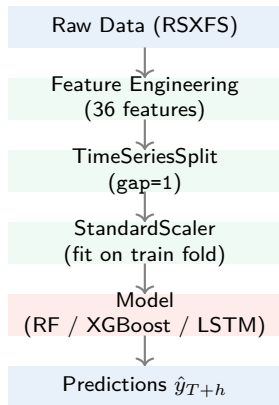 Raw Data (RSXFS)
Feature Engineering
(36 features)
TimeSeriesSplit
(gap=1)
StandardScaler
(fit on train fold)
Model
(RF / XGBoost / LSTM)
Predictions ŷ_{T+h}